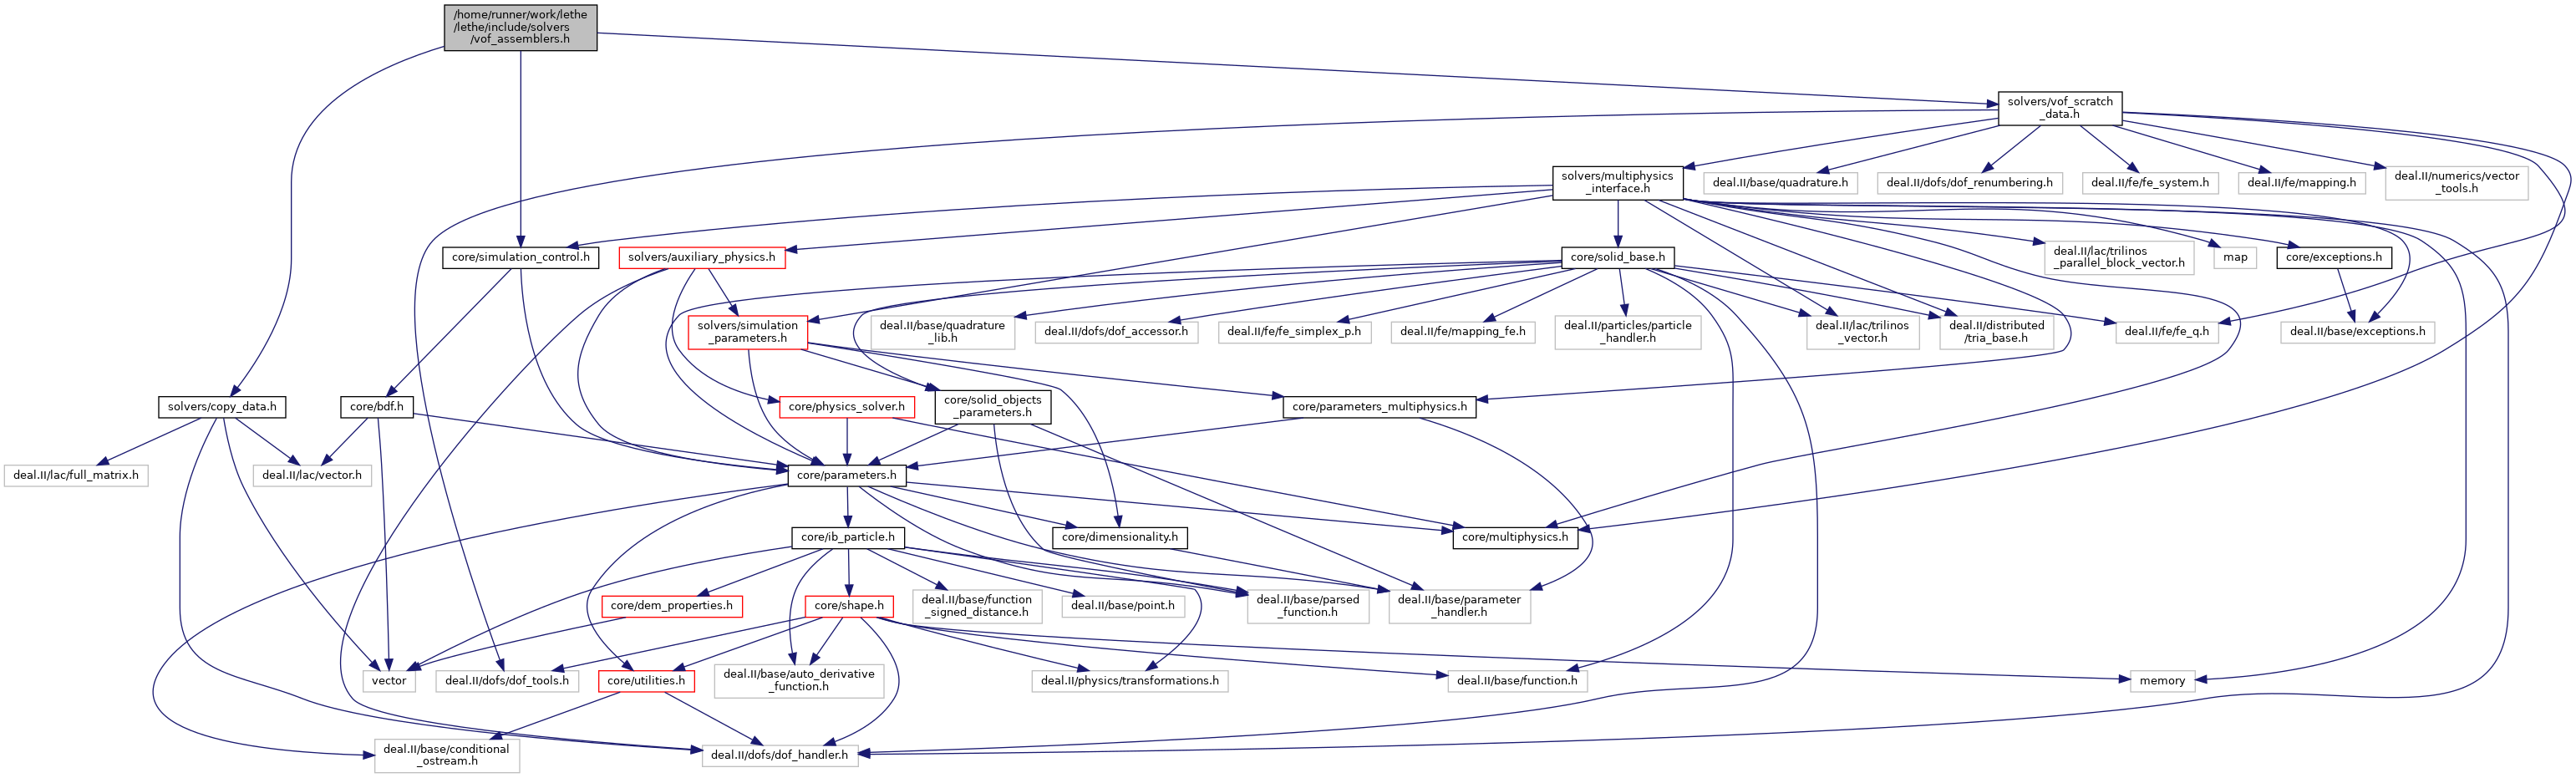 /home/runner/work/lethe
/lethe/include/solvers
/vof_assemblers.h
solvers/vof_scratch
_data.h
solvers/multiphysics
_interface.h
deal.II/base/quadrature.h
deal.II/dofs/dof_renumbering.h
deal.II/fe/fe_system.h
deal.II/fe/mapping.h
deal.II/numerics/vector
_tools.h
core/simulation_control.h
solvers/auxiliary_physics.h
core/solid_base.h
deal.II/lac/trilinos
_parallel_block_vector.h
map
core/exceptions.h
solvers/simulation
_parameters.h
deal.II/base/quadrature
_lib.h
deal.II/dofs/dof_accessor.h
deal.II/fe/fe_simplex_p.h
deal.II/fe/mapping_fe.h
deal.II/particles/particle
_handler.h
deal.II/lac/trilinos
_vector.h
deal.II/distributed
/tria_base.h
deal.II/fe/fe_q.h
deal.II/base/exceptions.h
solvers/copy_data.h
core/bdf.h
core/physics_solver.h
core/solid_objects
_parameters.h
core/parameters_multiphysics.h
deal.II/lac/full_matrix.h
deal.II/lac/vector.h
core/parameters.h
core/ib_particle.h
core/dimensionality.h
core/multiphysics.h
core/dem_properties.h
core/shape.h
deal.II/base/function
_signed_distance.h
deal.II/base/point.h
deal.II/base/parsed
_function.h
deal.II/base/parameter
_handler.h
vector
deal.II/dofs/dof_tools.h
core/utilities.h
deal.II/base/auto_derivative
_function.h
deal.II/physics/transformations.h
deal.II/base/function.h
memory
deal.II/base/conditional
_ostream.h
deal.II/dofs/dof_handler.h